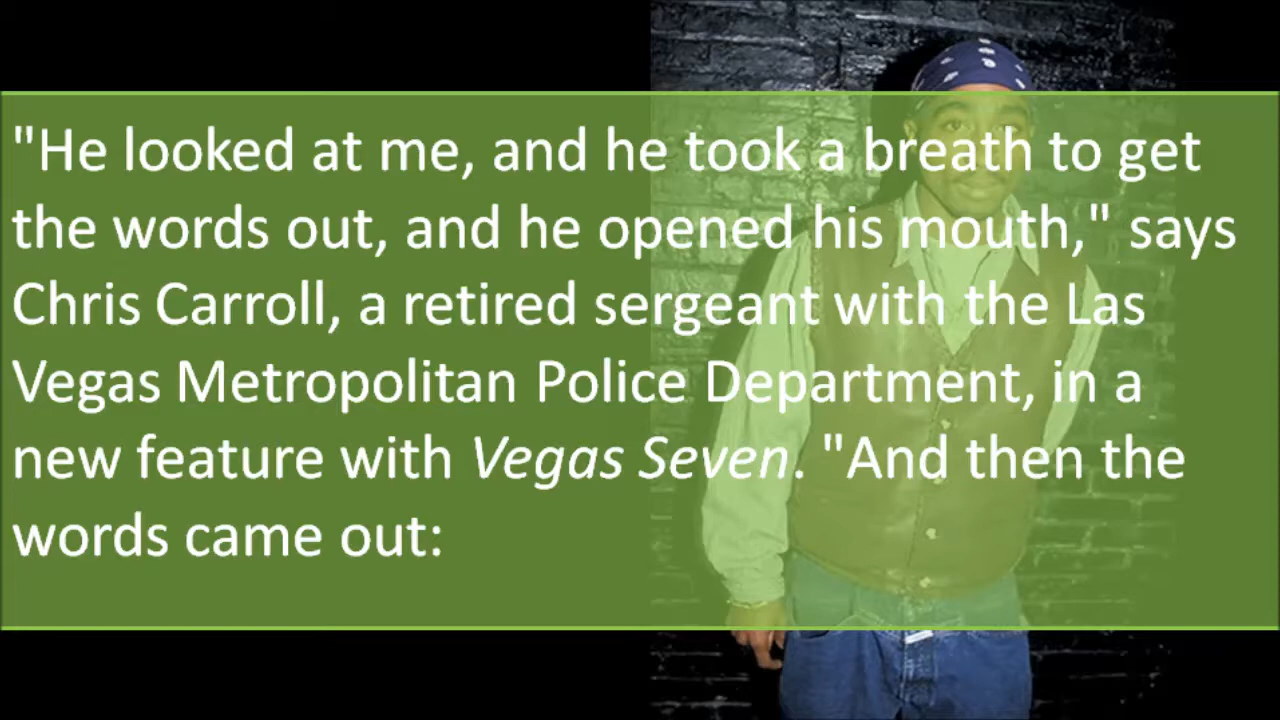 "He looked at me, and he took a breath to get
the words out, and he opened his mouth," says
Chris Carroll, a retired sergeant with the Las
Vegas Metropolitan Police Department, in a
new feature with Vegas Seven. "And then the
words came out: